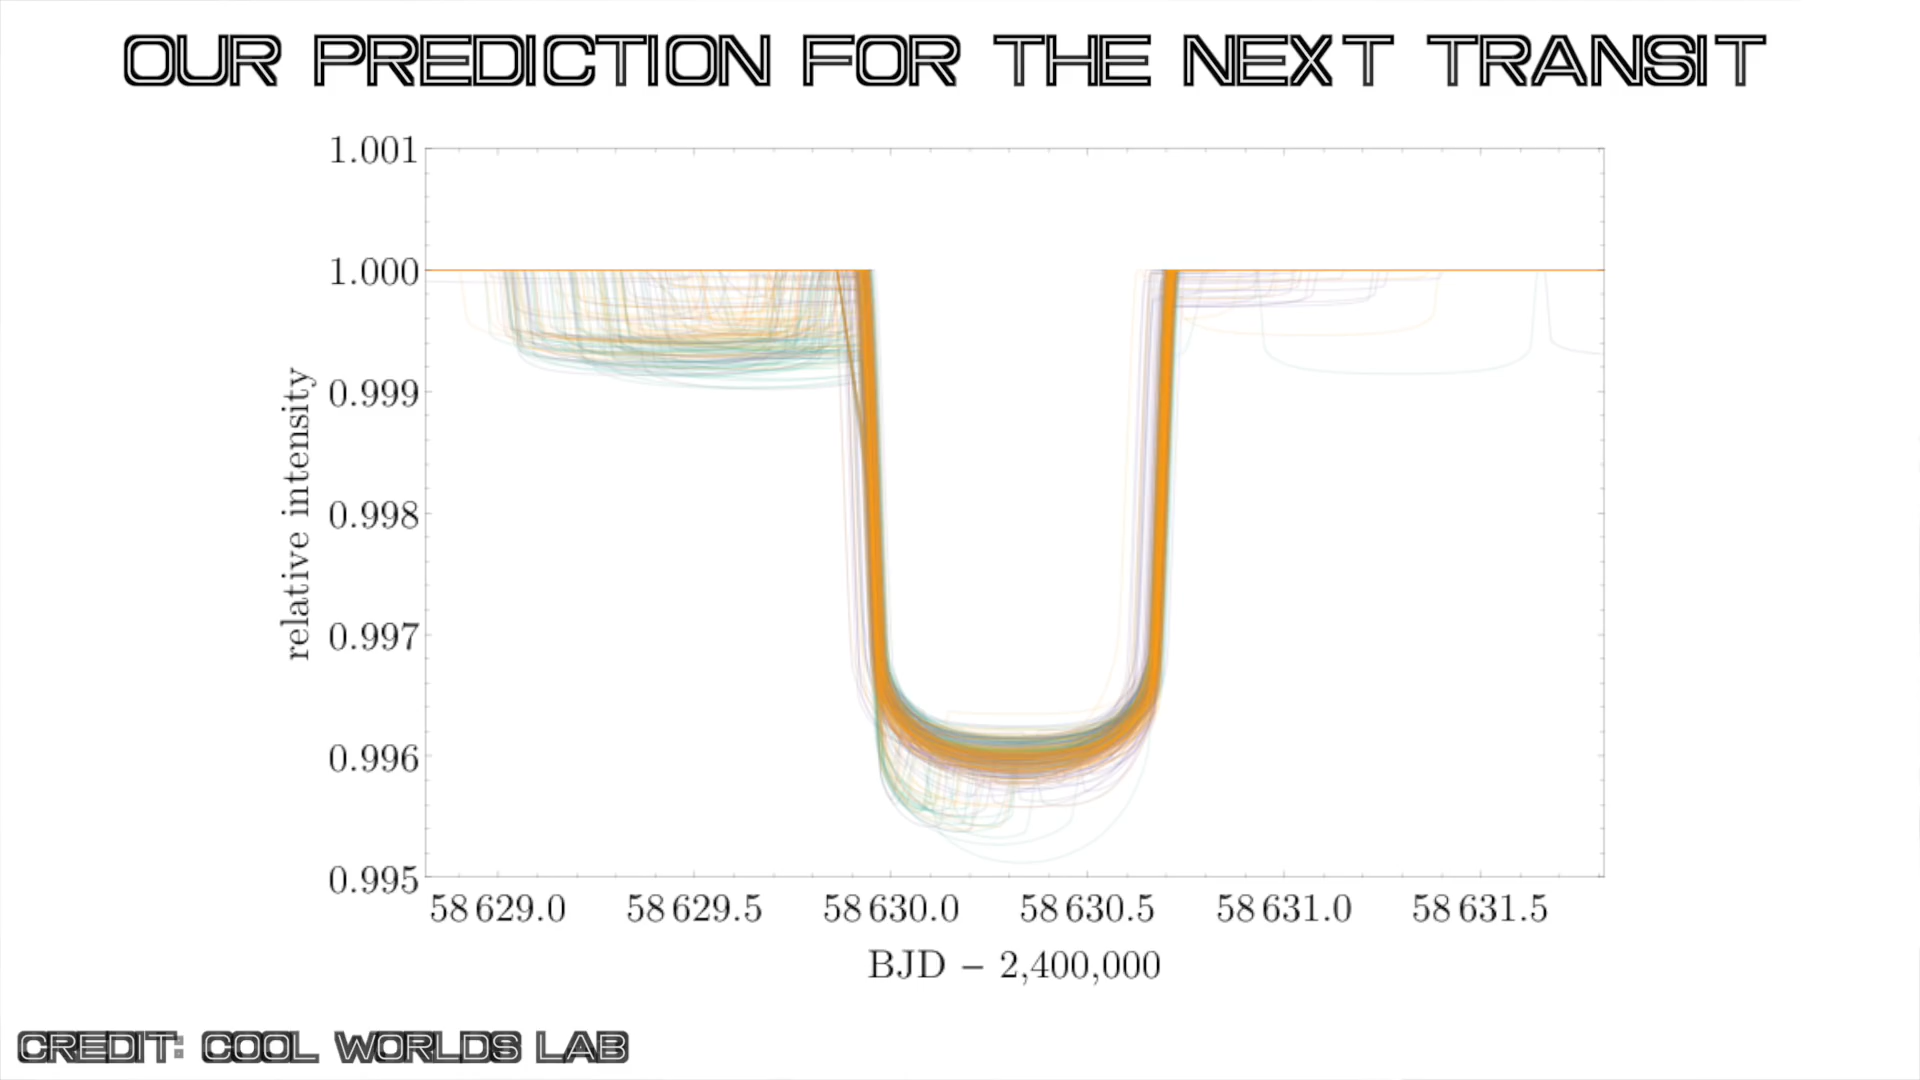 OUR PREDICTION FOR THE NEXT TRANSIT
1.001
1.000
0.999
0.998
0.997
0.996
0.995
relative intensity
58 629.0 58 629.5 58 630.0 58 630.5 58 631.0 58 631.5
BJD − 2,400,000
CREDIT: COOL WORLDS LAB